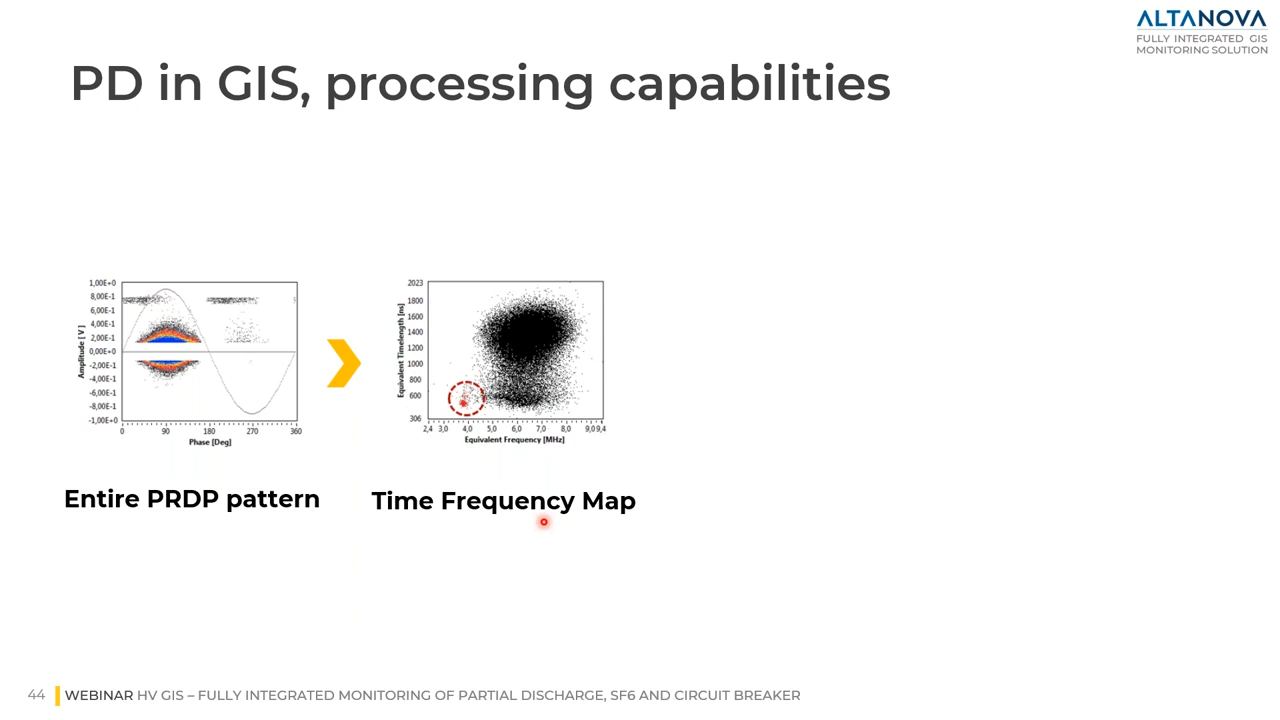 ALTANOVA
FULLY INTEGRATED GIS
MONITORING SOLUTION
PD in GIS, processing capabilities
Amplitude [V]
1,00E+0
8,00E-1
6,00E-1
4,00E-1
2,00E-1
0,00E+0
-2,00E-1
-4,00E-1
-6,00E-1
-8,00E-1
-1,00E+0
0 90 180 270 360
Phase [Deg]
Equivalent Timelength [ns]
2023
1800
1600
1400
1200
1000
800
600
306
2,4 3,0 4,0 5,0 6,0 7,0 8,0 9,0 9,4
Equivalent Frequency [MHz]
Entire PRDP pattern
Time Frequency Map
44 WEBINAR HV GIS – FULLY INTEGRATED MONITORING OF PARTIAL DISCHARGE, SF6 AND CIRCUIT BREAKER